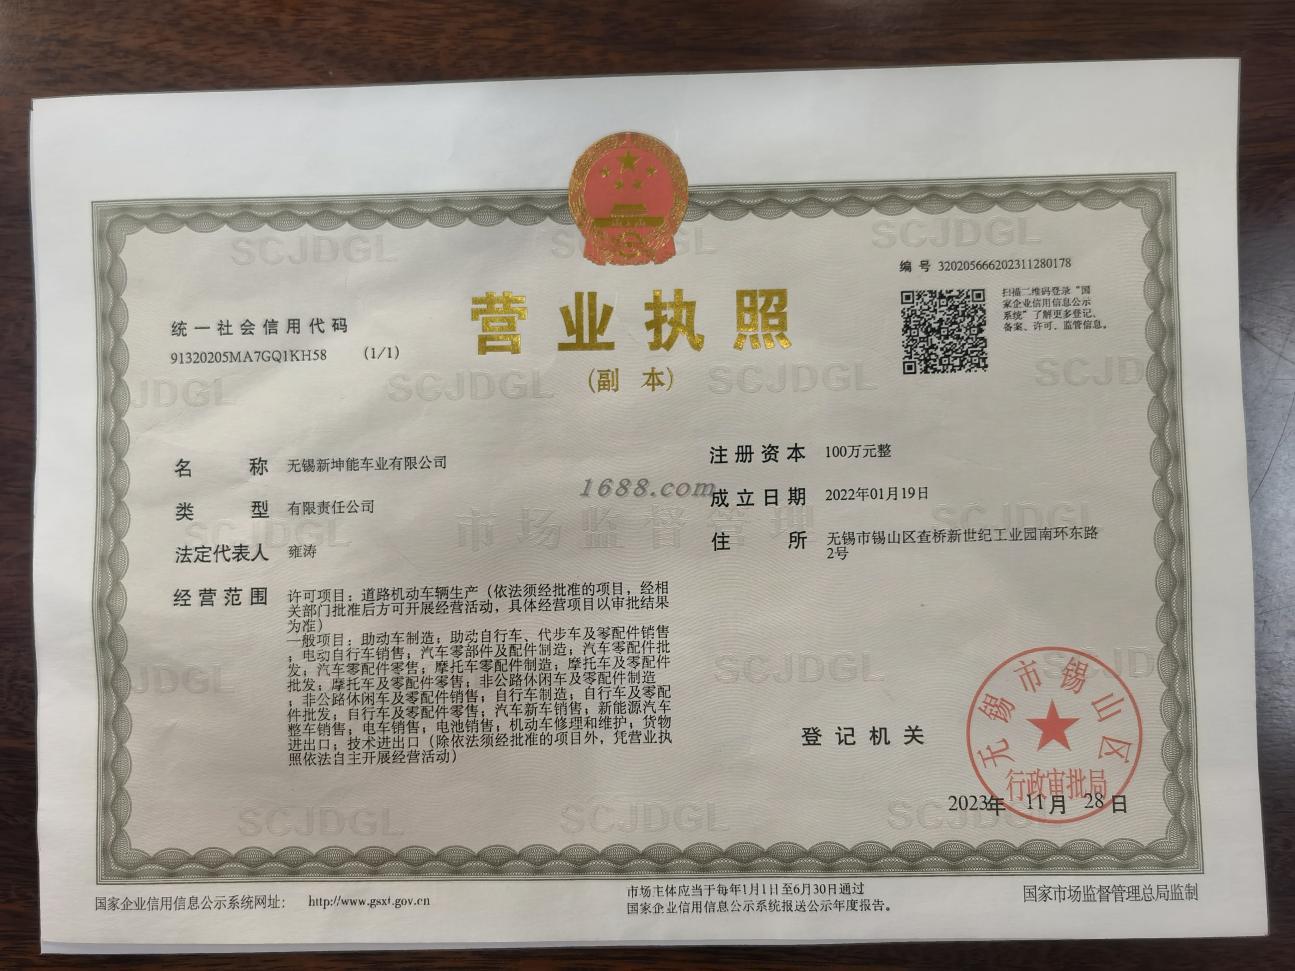 编号 320205666202311280178
扫描二维码登录“国
家企业信用信息公示
系统”了解更多登记、
备案、许可、监管信息。
统一社会信用代码
91320205MA7GQ1KH58 (1/1)
营业执照
(副 本)
名称 无锡新坤能车业有限公司
类型 有限责任公司
法定代表人 雍涛
经营范围 许可项目：道路机动车辆生产（依法须经批准的项目，经相
关部门批准后方可开展经营活动，具体经营项目以审批结果
为准）
一般项目：助动车制造；助动自行车、代步车及零配件销售
；电动自行车销售；汽车零部件及配件制造；汽车零配件批
发；汽车零配件零售；摩托车零配件制造；摩托车及零配件
批发；摩托车及零配件零售；非公路休闲车及零配件制造
；非公路休闲车及零配件销售；自行车制造；自行车及零配
件批发；自行车及零配件零售；汽车新车销售；新能源汽车
整车销售；电车销售；电池销售；机动车修理和维护；货物
进出口；技术进出口（除依法须经批准的项目外，凭营业执
照依法自主开展经营活动）
注册资本 100万元整
成立日期 2022年01月19日
住所 无锡市锡山区查桥新世纪工业园南环东路
2号
1688.com
市场监督管理
SCJDGL
登记机关
无锡市锡山区
行政审批局
2023年 11月 28日
国家企业信用信息公示系统网址： http://www.gsxt.gov.cn
市场主体应当于每年1月1日至6月30日通过
国家企业信用信息公示系统报送公示年度报告。
国家市场监督管理总局监制